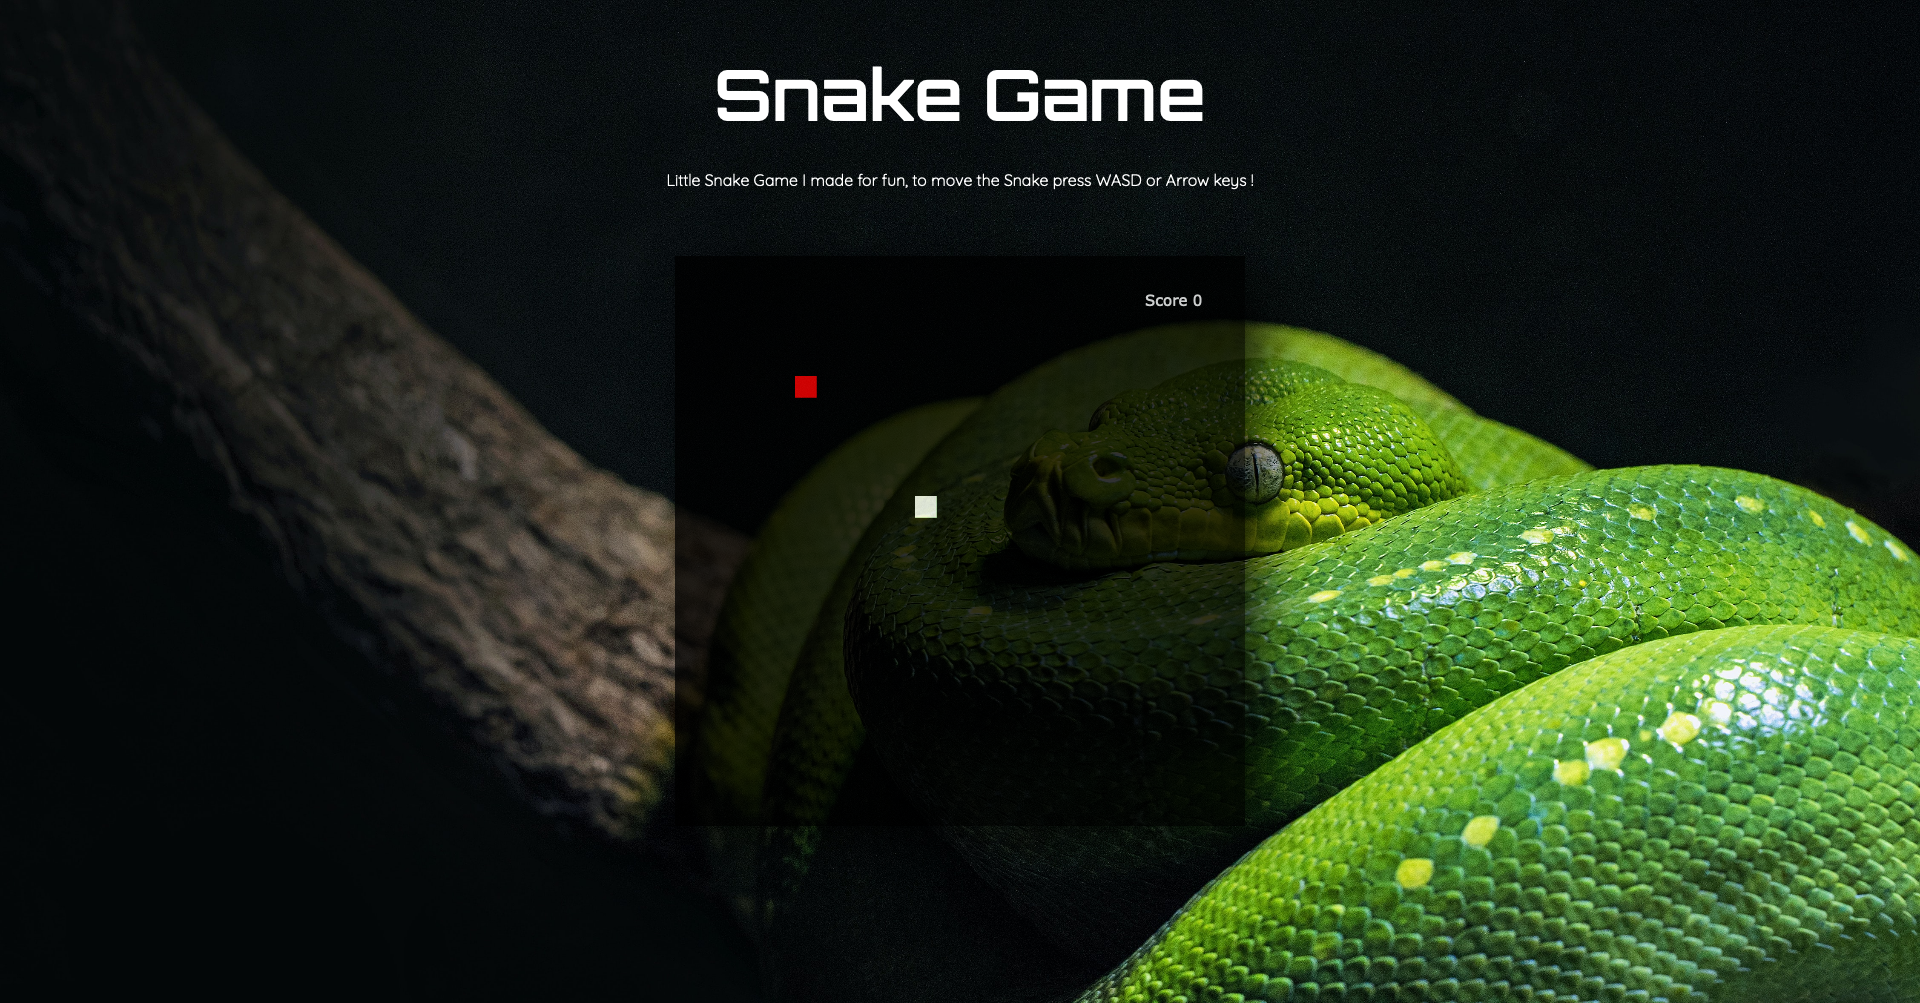 Snake Game
Little Snake Game I made for fun, to move the Snake press WASD or Arrow keys !
Score 0